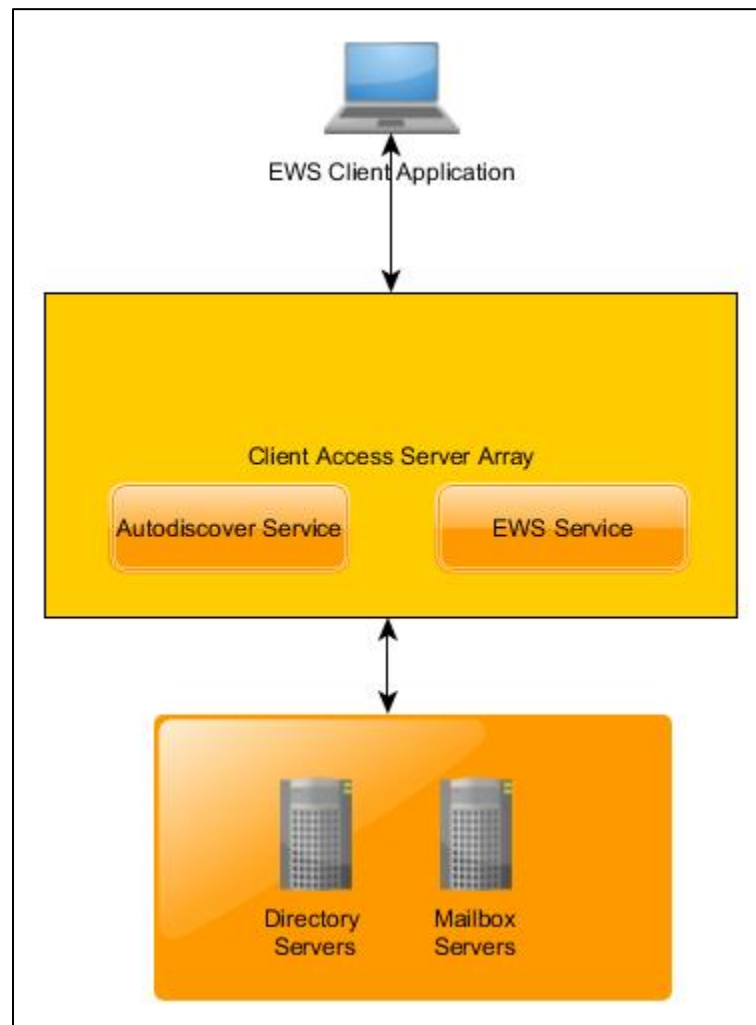 EWS Client Application
Client Access Server Array
Autodiscover Service
EWS Service
Directory
Servers
Mailbox
Servers